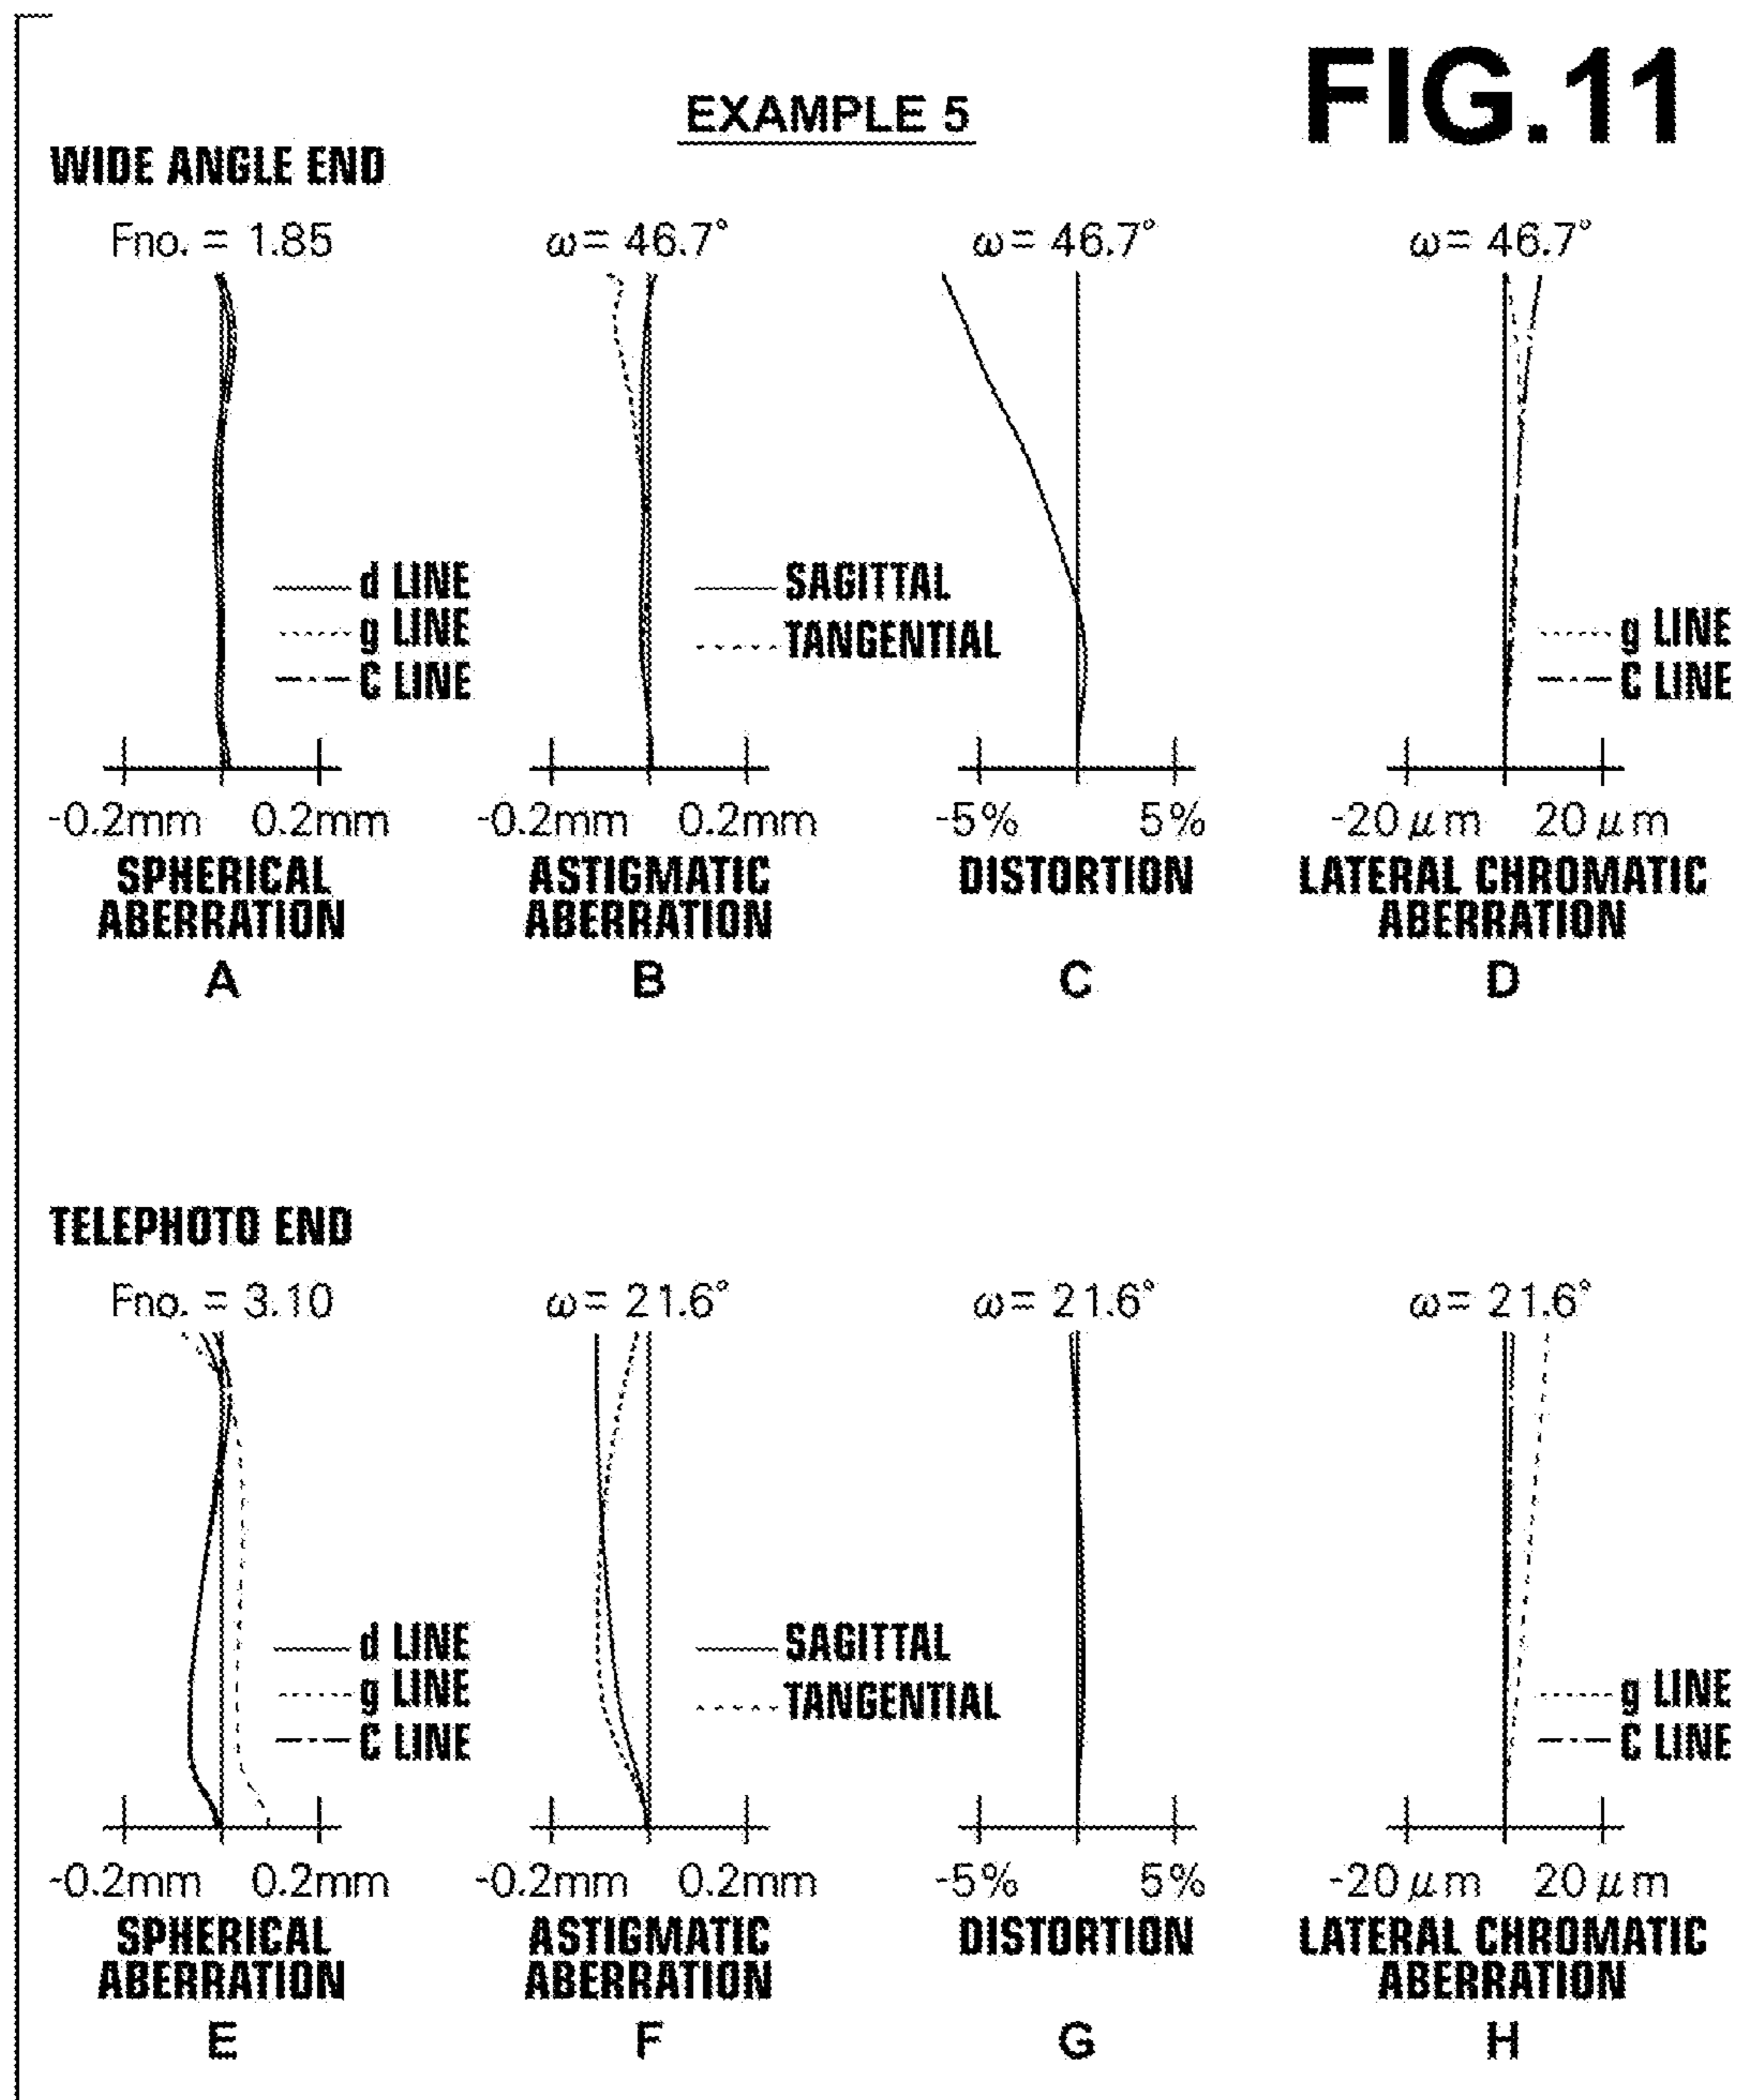 FIG.11
EXAMPLE 5
WIDE ANGLE END
Fno. = 1.85
ω= 46.7°
ω= 46.7°
ω= 46.7°
d LINE
g LINE
C LINE
SAGITTAL
TANGENTIAL
g LINE
C LINE
-0.2mm 0.2mm
-0.2mm 0.2mm
-5% 5%
-20μm 20μm
SPHERICAL
ABERRATION
ASTIGMATIC
ABERRATION
DISTORTION
LATERAL CHROMATIC
ABERRATION
A
B
C
D
TELEPHOTO END
Fno. = 3.10
ω= 21.6°
ω= 21.6°
ω= 21.6°
d LINE
g LINE
C LINE
SAGITTAL
TANGENTIAL
g LINE
C LINE
-0.2mm 0.2mm
-0.2mm 0.2mm
-5% 5%
-20μm 20μm
SPHERICAL
ABERRATION
ASTIGMATIC
ABERRATION
DISTORTION
LATERAL CHROMATIC
ABERRATION
E
F
G
H